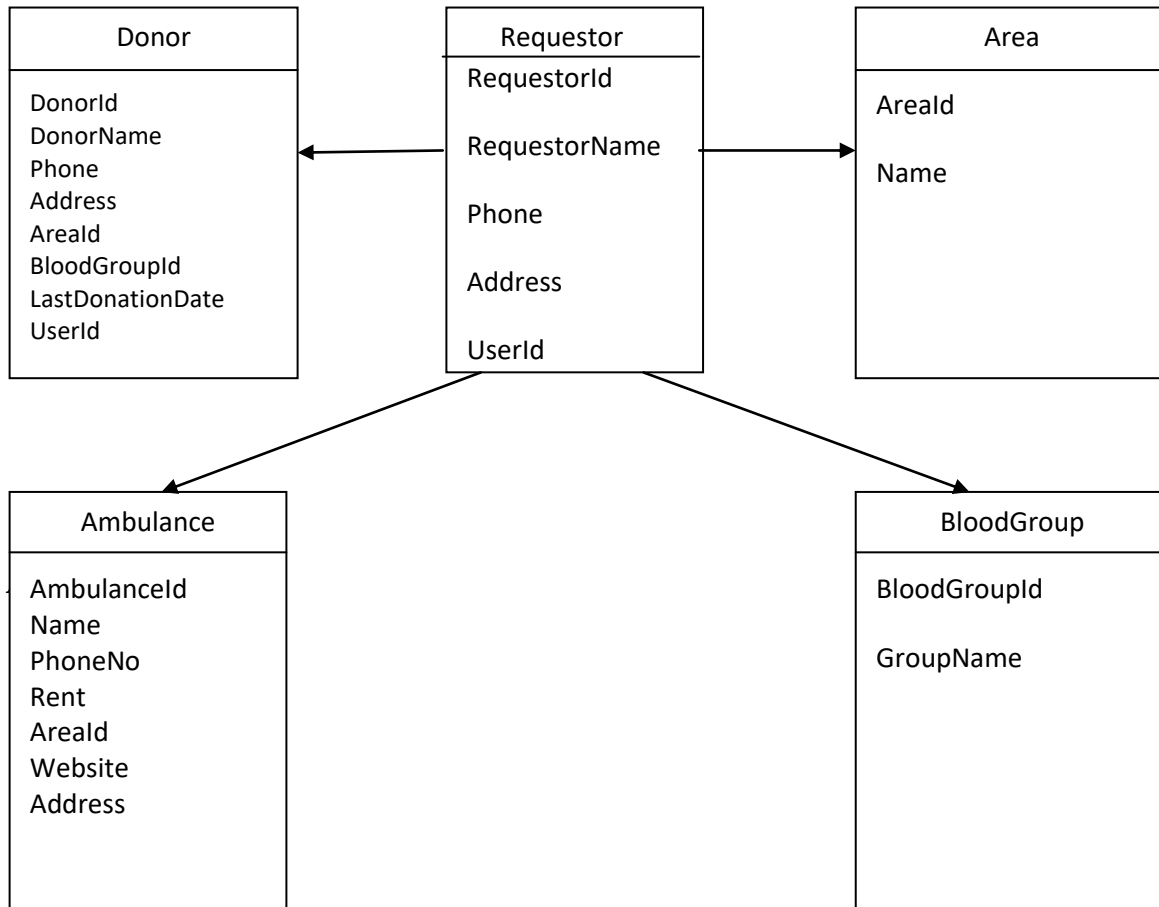 Donor
DonorId
DonorName
Phone
Address
AreaId
BloodGroupId
LastDonationDate
UserId
Requestor
RequestorId
RequestorName
Phone
Address
UserId
Area
AreaId
Name
Ambulance
AmbulanceId
Name
PhoneNo
Rent
AreaId
Website
Address
BloodGroup
BloodGroupId
GroupName